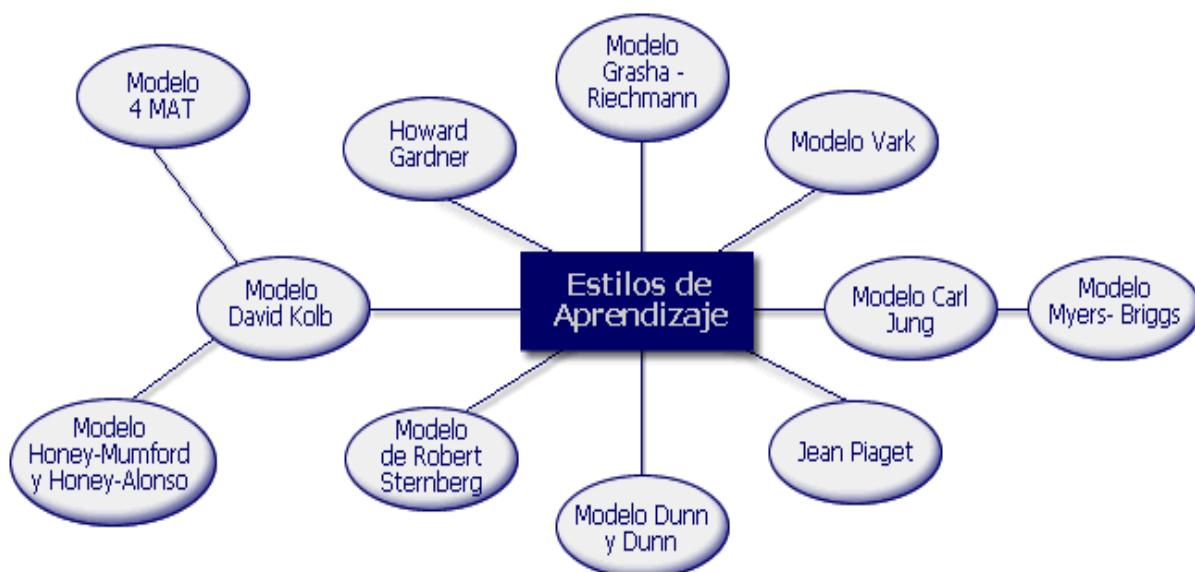 Modelo
Grasha -
Riechmann
Modelo
4 MAT
Howard
Gardner
Modelo Vark
Estilos de
Aprendizaje
Modelo
David Kolb
Modelo Carl
Jung
Modelo
Myers- Briggs
Modelo
Honey-Mumford
y Honey-Alonso
Modelo
de Robert
Sternberg
Jean Piaget
Modelo Dunn
y Dunn